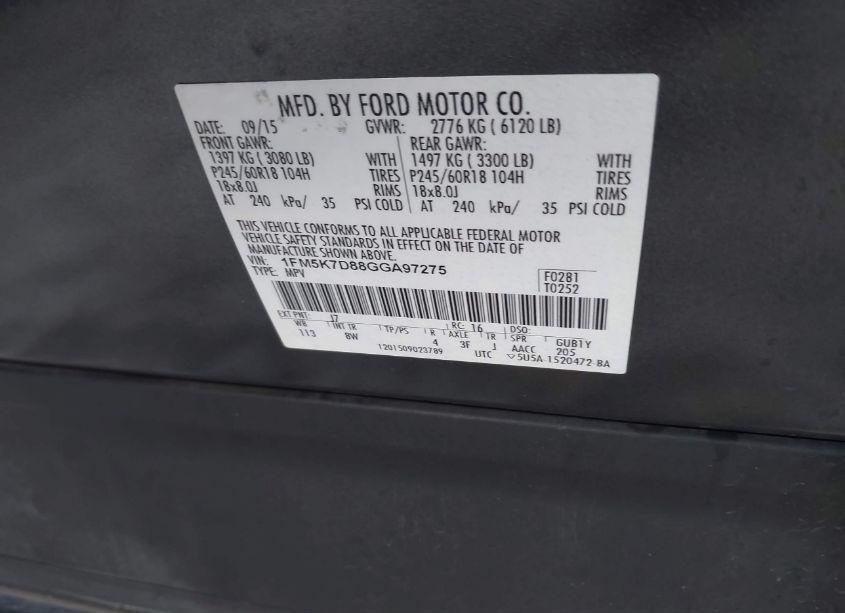 MFD. BY FORD MOTOR CO.
DATE: 09/15 GVWR: 2776 KG ( 6120 LB)
FRONT GAWR: REAR GAWR:
1397 KG ( 3080 LB) WITH 1497 KG ( 3300 LB) WITH
P245/60R18 104H TIRES P245/60R18 104H TIRES
18x8.0J RIMS 18x8.0J RIMS
AT 240 kPa/ 35 PSI COLD AT 240 kPa/ 35 PSI COLD
THIS VEHICLE CONFORMS TO ALL APPLICABLE FEDERAL MOTOR
VEHICLE SAFETY STANDARDS IN EFFECT ON THE DATE OF
MANUFACTURE SHOWN ABOVE.
VIN: 1FM5K7D88GGA97275 F0281
TYPE: MPV T0252
EXT PNT: J7 RC: 16 DSO:
WB INT TR TP/PS R AXLE TR SPR GUB1Y
113 8W 4 3F J AACC 205
1201509023789 UTC ▽5U5A-1520472-BA